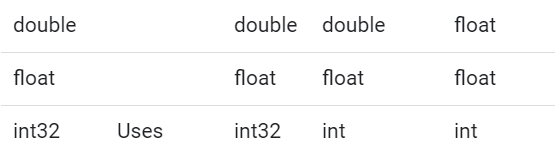 double double double float
float float float float
int32 Uses int32 int int